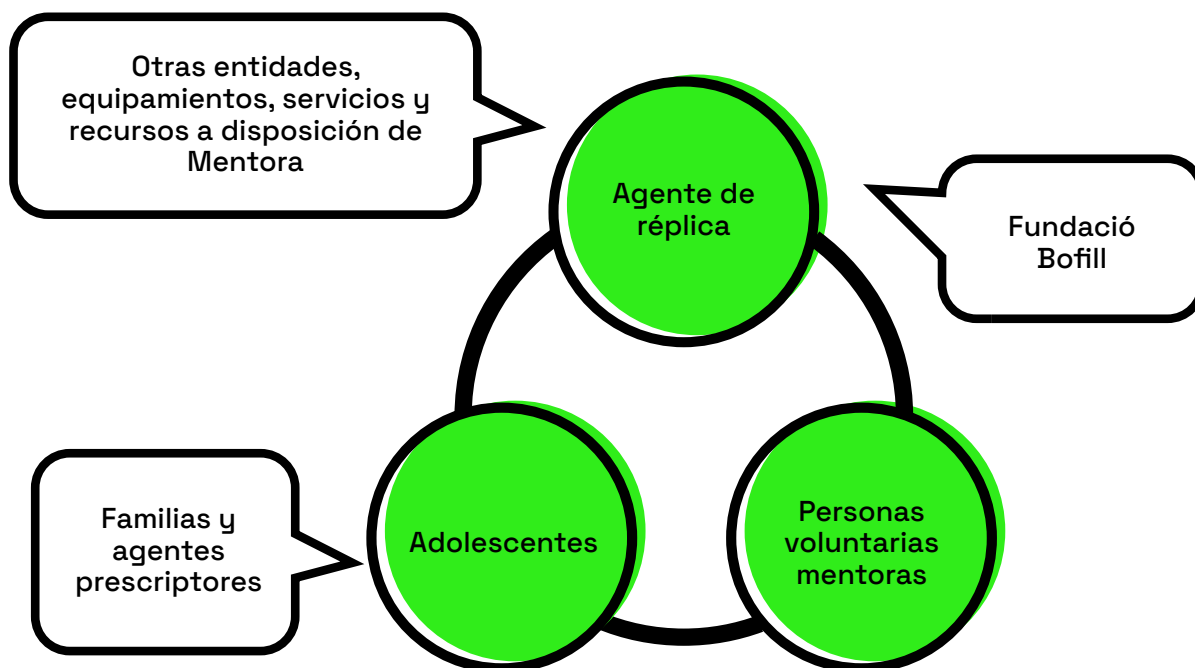 Otras entidades,
equipamientos, servicios y
recursos a disposición de
Mentora
Agente de
réplica
Fundació
Bofill
Familias y
agentes
prescriptores
Adolescentes
Personas
voluntarias
mentoras